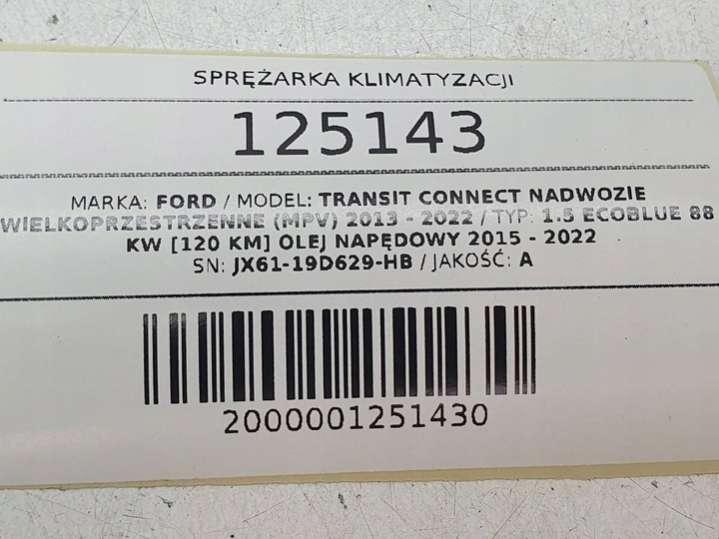 SPRĘŻARKA KLIMATYZACJI
125143
MARKA: FORD / MODEL: TRANSIT CONNECT NADWOZIE
WIELKOPRZESTRZENNE (MPV) 2013 - 2022 / TYP: 1.5 ECOBLUE 88
KW [120 KM] OLEJ NAPĘDOWY 2015 - 2022
SN: JX61-19D629-HB / JAKOŚĆ: A
2000001251430